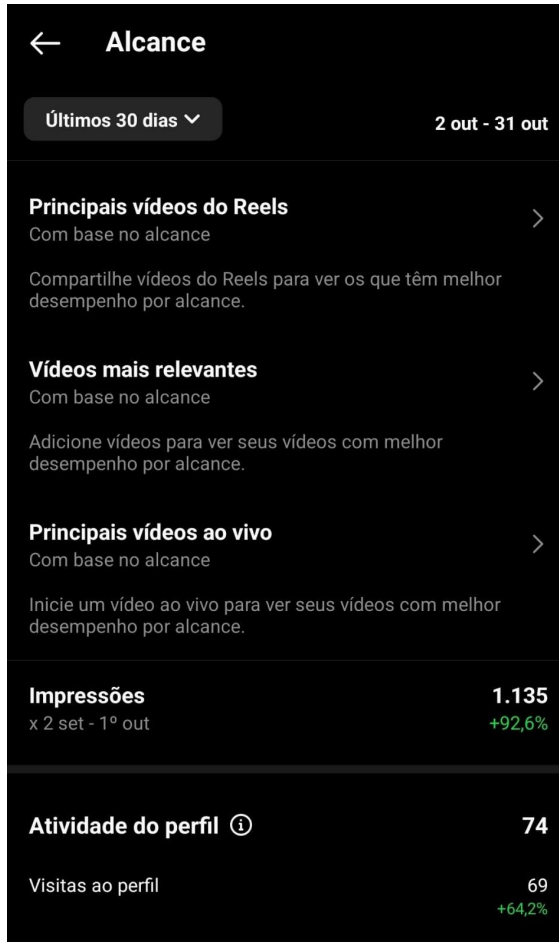 Alcance
Últimos 30 dias
2 out - 31 out
Principais vídeos do Reels
Com base no alcance
Compartilhe vídeos do Reels para ver os que têm melhor
desempenho por alcance.
Vídeos mais relevantes
Com base no alcance
Adicione vídeos para ver seus vídeos com melhor
desempenho por alcance.
Principais vídeos ao vivo
Com base no alcance
Inicie um vídeo ao vivo para ver seus vídeos com melhor
desempenho por alcance.
Impressões 1.135
x 2 set - 1º out +92,6%
Atividade do perfil 74
Visitas ao perfil 69
+64,2%